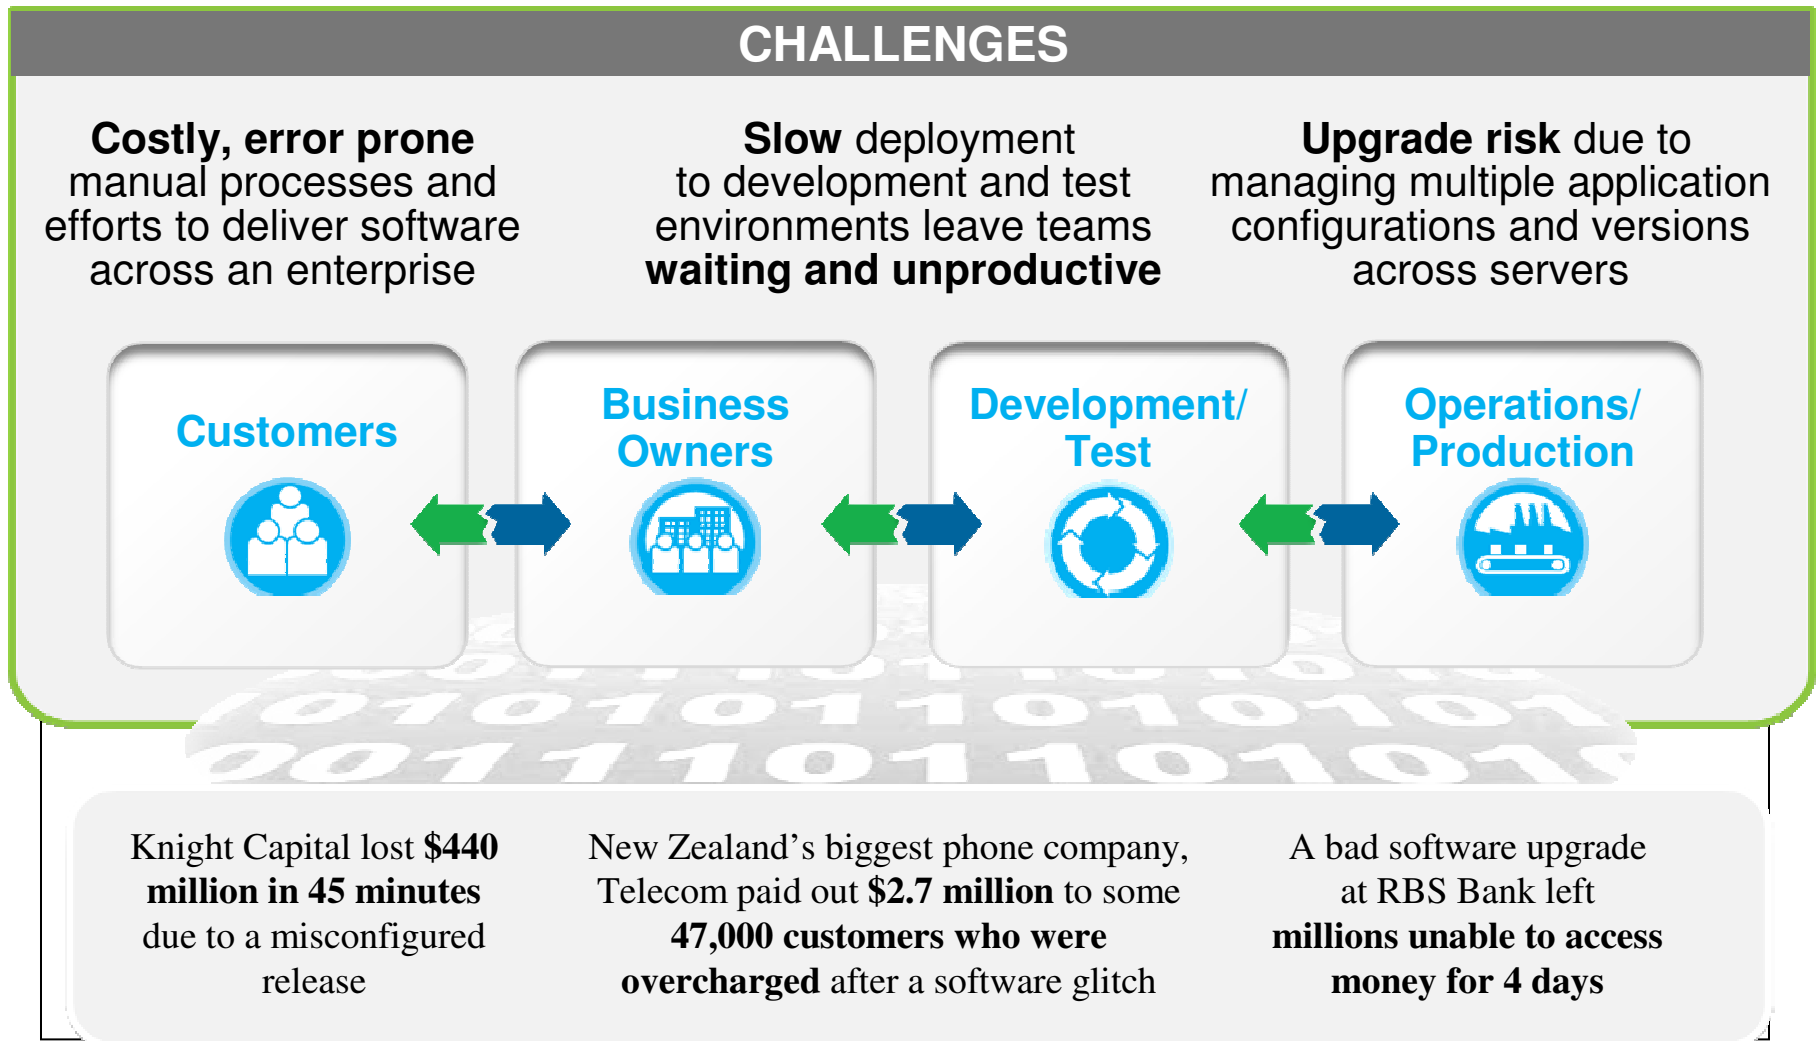 CHALLENGES
Costly, error prone
manual processes and
efforts to deliver software
across an enterprise
Slow deployment
to development and test
environments leave teams
waiting and unproductive
Upgrade risk due to
managing multiple application
configurations and versions
across servers
Customers
Business
Owners
Development/
Test
Operations/
Production
0101011010101
0011110110101
Knight Capital lost $440
million in 45 minutes
due to a misconfigured
release
New Zealand’s biggest phone company,
Telecom paid out $2.7 million to some
47,000 customers who were
overcharged after a software glitch
A bad software upgrade
at RBS Bank left
millions unable to access
money for 4 days